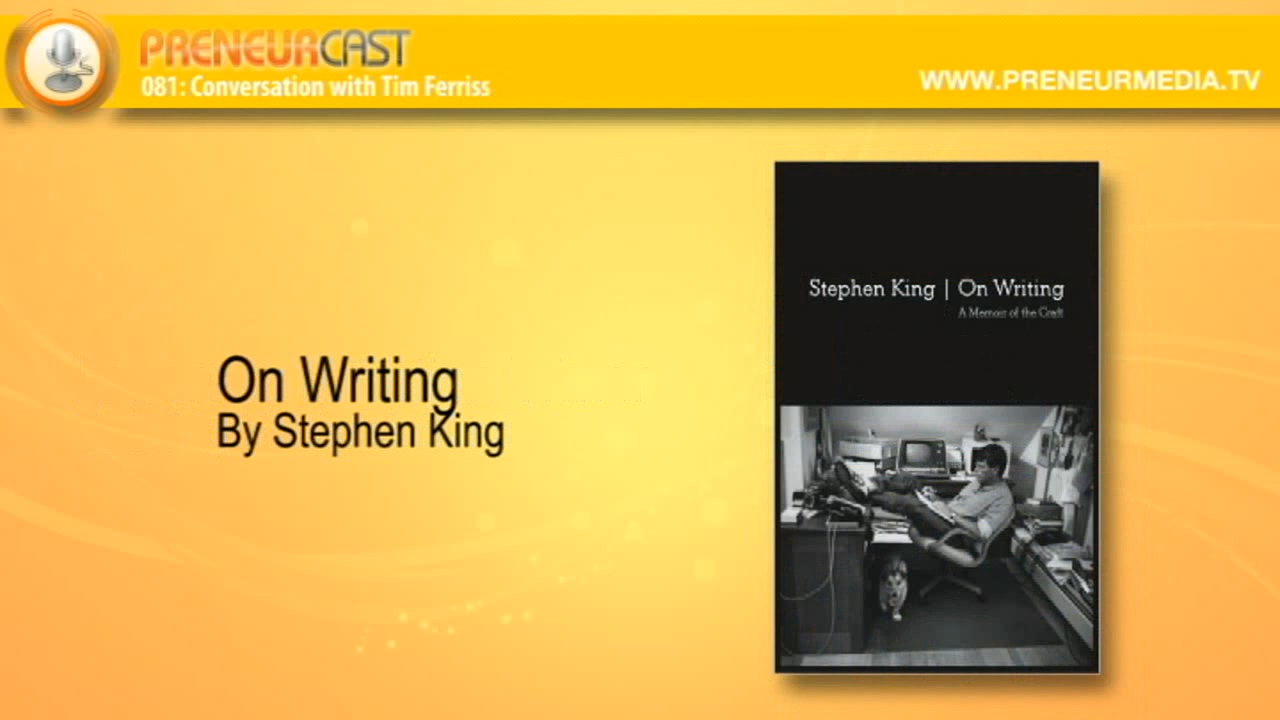 PRENEURCAST
081: Conversation with Tim Ferriss
WWW.PRENEURMEDIA.TV
Stephen King | On Writing
A Memoir of the Craft
On Writing
By Stephen King